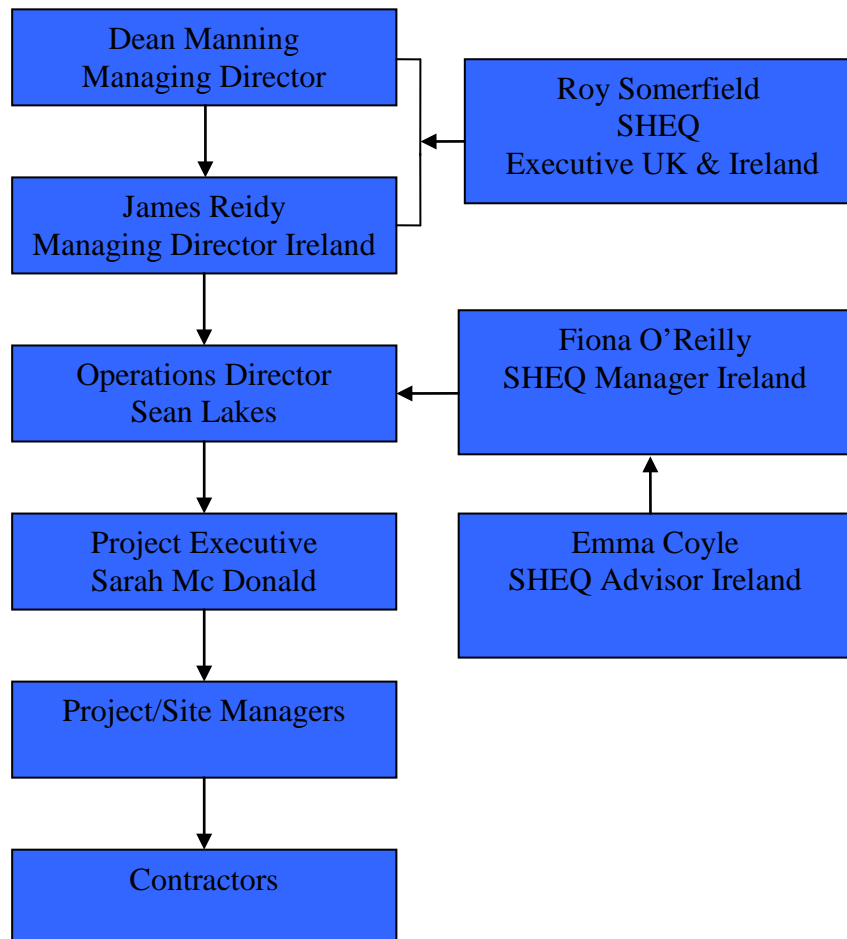 Dean Manning
Managing Director
Roy Somerfield
SHEQ
Executive UK & Ireland
James Reidy
Managing Director Ireland
Fiona O’Reilly
SHEQ Manager Ireland
Operations Director
Sean Lakes
Project Executive
Sarah Mc Donald
Emma Coyle
SHEQ Advisor Ireland
Project/Site Managers
Contractors